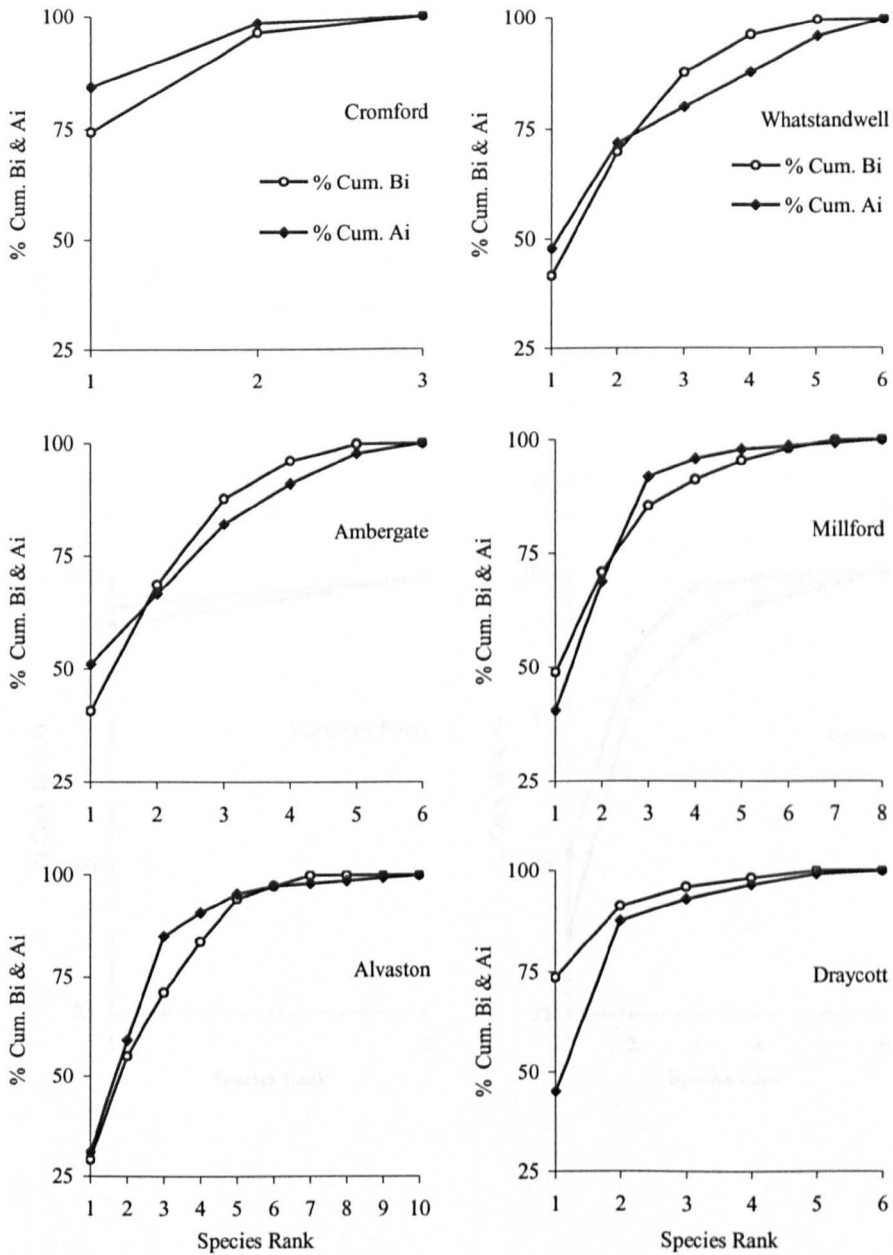 % Cum. Bi & Ai
100
75
50
25
1 2 3
Cromford
% Cum. Bi
% Cum. Ai
% Cum. Bi & Ai
100
75
50
25
1 2 3 4 5 6
Whatstandwell
% Cum. Bi
% Cum. Ai
% Cum. Bi & Ai
100
75
50
25
1 2 3 4 5 6
Ambergate
% Cum. Bi & Ai
100
75
50
25
1 2 3 4 5 6 7 8
Millford
% Cum. Bi & Ai
100
75
50
25
1 2 3 4 5 6 7 8 9 10
Alvaston
Species Rank
% Cum. Bi & Ai
100
75
50
25
1 2 3 4 5 6
Draycott
Species Rank